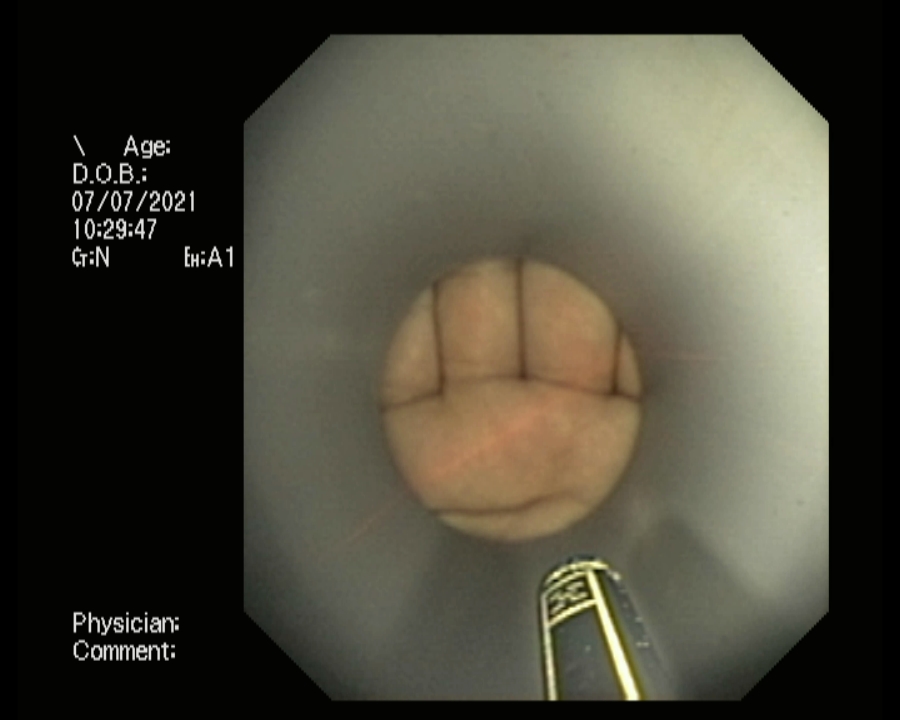 \ Age:
D.O.B.:
07/07/2021
10:29:47
Cr:N EH:A1
Physician:
Comment: